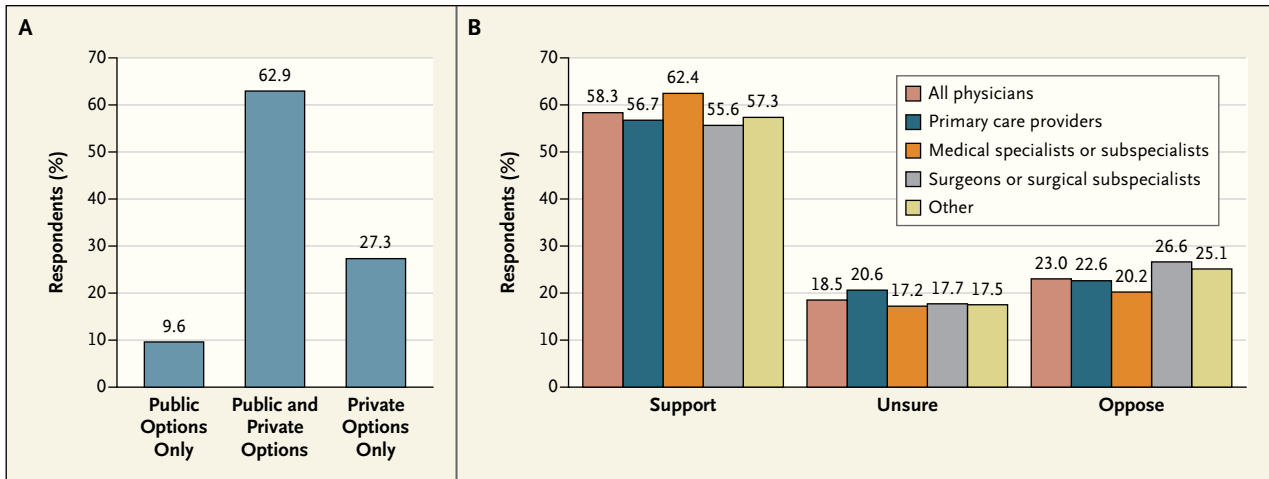 A
Respondents (%)
70
60
50
40
30
20
10
0
9.6
62.9
27.3
Public
Options
Only
Public and
Private
Options
Private
Options
Only
B
Respondents (%)
70
60
50
40
30
20
10
0
58.3
56.7
62.4
55.6
57.3
18.5
20.6
17.2
17.7
17.5
23.0
22.6
20.2
26.6
25.1
All physicians
Primary care providers
Medical specialists or subspecialists
Surgeons or surgical subspecialists
Other
Support
Unsure
Oppose